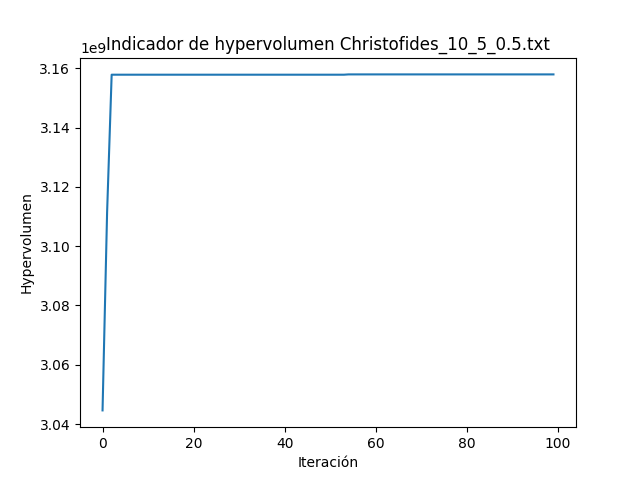 1e9
Indicador de hypervolumen Christofides_10_5_0.5.txt
3.16
3.14
3.12
3.10
3.08
3.06
3.04
Hypervolumen
0 20 40 60 80 100
Iteración